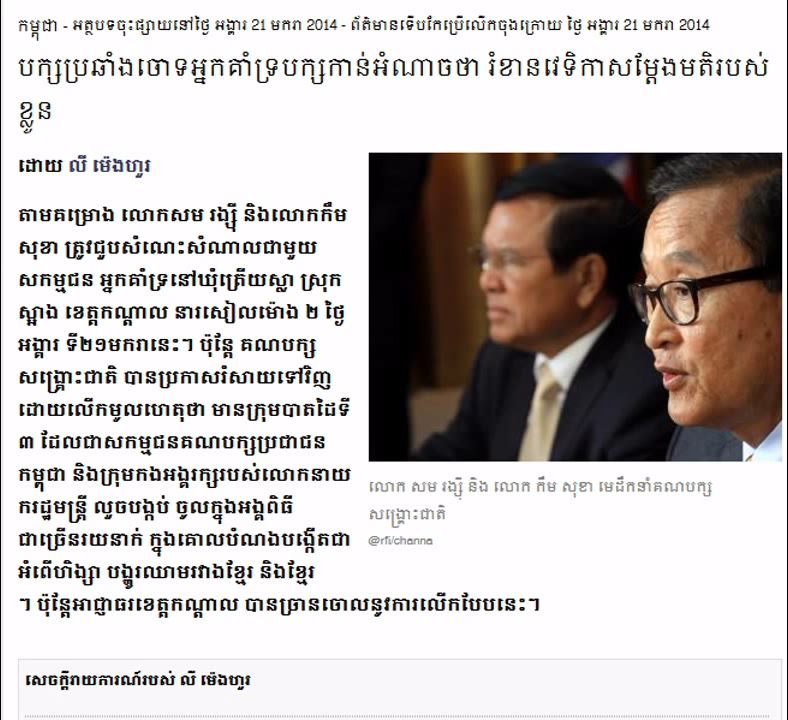 កម្ពុជា - អត្ថបទចុះផ្សាយនៅថ្ងៃ អង្គារ 21 មករា 2014 - ព័ត៌មានទើបកែប្រែលើកចុងក្រោយ ថ្ងៃ អង្គារ 21 មករា 2014
បក្សប្រឆាំងចោទអ្នកគាំទ្របក្សកាន់អំណាចថា រំខានវេទិកាសម្តែងមតិរបស់
ខ្លួន
ដោយ លី ម៉េងហួរ
តាមគម្រោង លោកសម រង្ស៊ី និងលោកកឹម
សុខា ត្រូវជួបសំណេះសំណាលជាមួយ
សកម្មជន អ្នកគាំទ្រនៅឃុំព្រែីយស្លា ស្រុក
ស្អាង ខេត្តកណ្តាល នារសៀលម៉ោង ២ ថ្ងៃ
អង្គារ ទី២១មករានេះ។ ប៉ុន្តែ គណបក្ស
សង្គ្រោះជាតិ បានប្រកាសរំសាយទៅវិញ
ដោយលើកមូលហេតុថា មានក្រុមបាតដៃទី
៣ ដែលជាសកម្មជនគណបក្សប្រជាជន
កម្ពុជា និងក្រុមកងអង្គរក្សរបស់លោកនាយ
ករដ្ឋមន្ត្រី លួចបង្កប់ ចូលក្នុងអង្គពិធី
ជាច្រើនរយនាក់ ក្នុងគោលបំណងបង្កើតជា
អំពើហិង្សា បង្ហូរឈាមរវាងខ្មែរ និងខ្មែរ
។ ប៉ុន្តែអាជ្ញាធរខេត្តកណ្តាល បានច្រានចោលនូវការលើកបែបនេះ។
លោក សម រង្ស៊ី និង លោក កឹម សុខា មេដឹកនាំគណបក្ស
សង្គ្រោះជាតិ
@rfi/channa
សេចក្តីរាយការណ៍របស់ លី ម៉េងហួរ